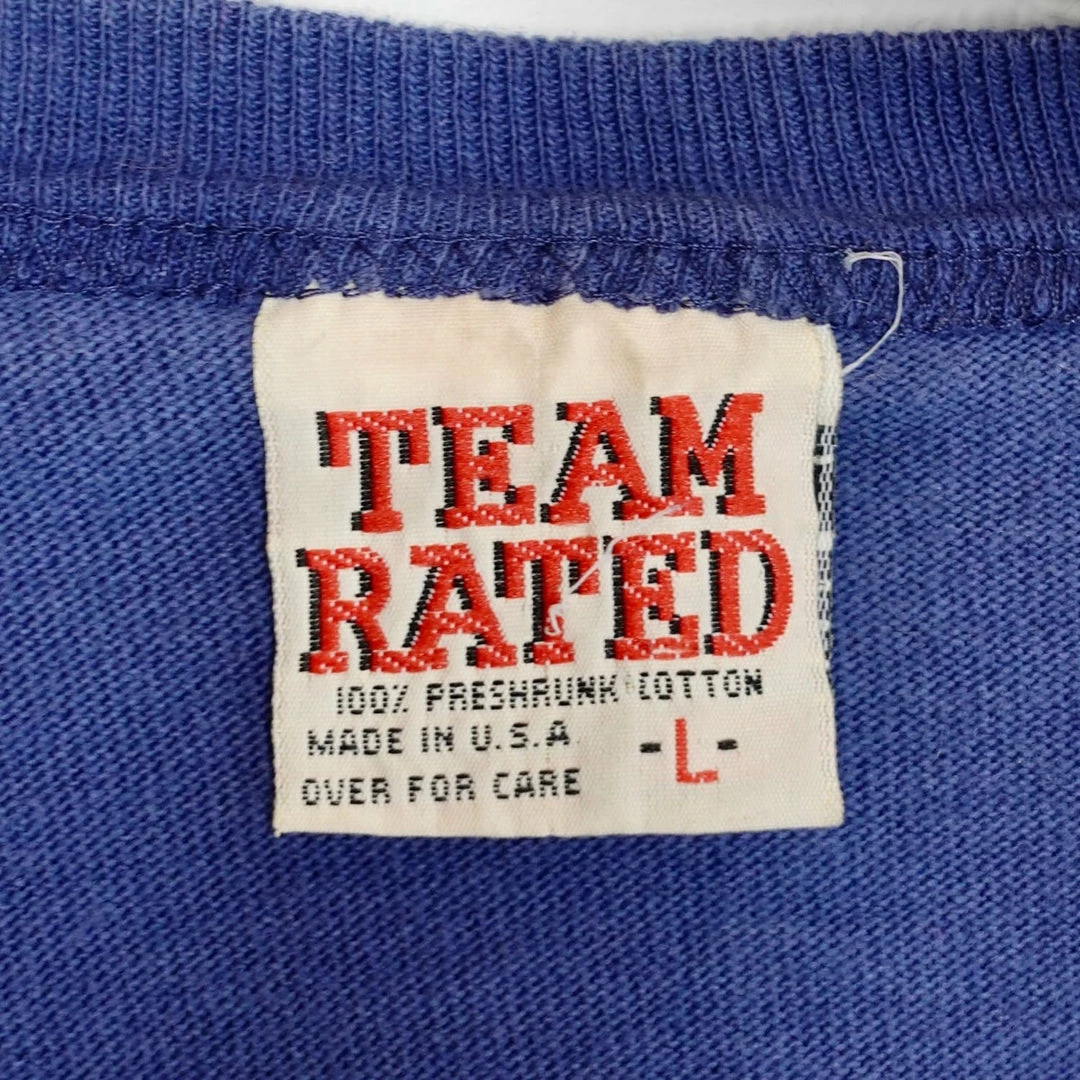 TEAM
RATED
100% PRESHRUNK COTTON
MADE IN U.S.A.
-L-
OVER FOR CARE